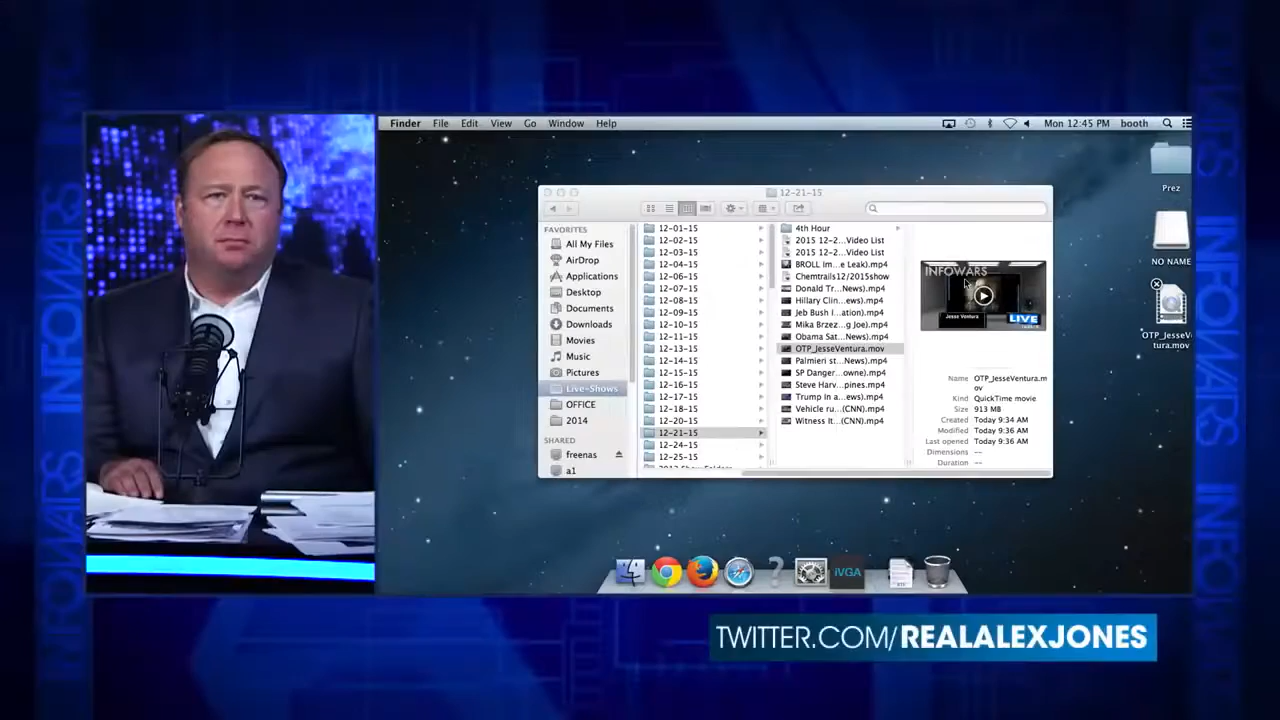 Finder File Edit View Go Window Help
Mon 12:45 PM booth
Prez
NO NAME
OTP_JesseV
tura.mov
12-21-15
FAVORITES
All My Files
AirDrop
Applications
Desktop
Documents
Downloads
Movies
Music
Pictures
Live-Shows
OFFICE
2014
SHARED
freenas
a1
12-01-15
12-02-15
12-03-15
12-04-15
12-06-15
12-07-15
12-08-15
12-09-15
12-10-15
12-11-15
12-13-15
12-14-15
12-15-15
12-16-15
12-17-15
12-18-15
12-20-15
12-21-15
12-24-15
12-25-15
4th Hour
2015 12-2...Video List
2015 12-2...Video List
BROLL Im...e Leak).mp4
Chemtrails12/2015show
Donald Tr...News).mp4
Hillary Clin...ews).mp4
Jeb Bush I...ation).mp4
Mika Brzez...g Joe).mp4
Obama Sat...News).mp4
OTP_JesseVentura.mov
Palmieri st...News).mp4
SP Danger...owne).mp4
Steve Harv...pines.mp4
Trump in a...ews).mp4
Vehicle ru...(CNN).mp4
Witness it...(CNN).mp4
INFOWARS
Jesse Ventura
LIVE
Name OTP_JesseVentura.m
ov
Kind QuickTime movie
Size 913 MB
Created Today 9:34 AM
Modified Today 9:36 AM
Last opened Today 9:36 AM
Dimensions --
Duration --
iVGA
TWITTER.COM/REALALEXJONES
INFOWARS
INFOWARS